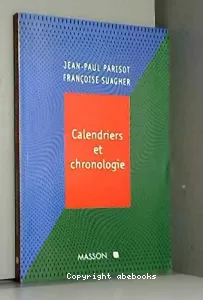 JEAN-PAUL PARISOT
FRANÇOISE SUAGHER
Calendriers
et
chronologie
MASSON
Copyright abebooks